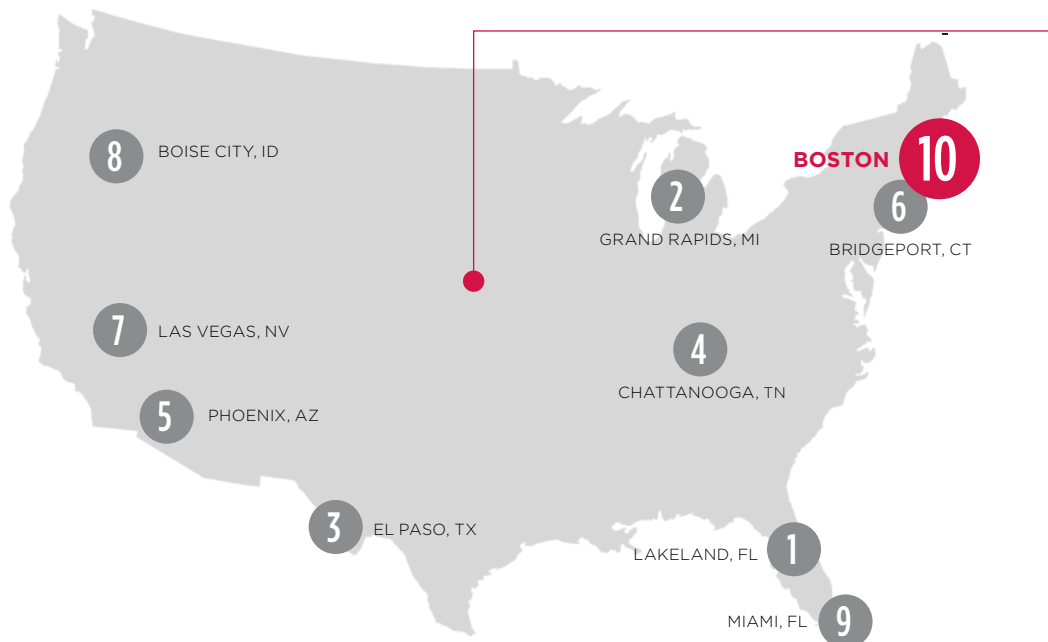 8 BOISE CITY, ID
BOSTON 10
2
6
GRAND RAPIDS, MI
BRIDGEPORT, CT
7 LAS VEGAS, NV
4
CHATTANOOGA, TN
5 PHOENIX, AZ
3 EL PASO, TX
LAKELAND, FL 1
MIAMI, FL 9